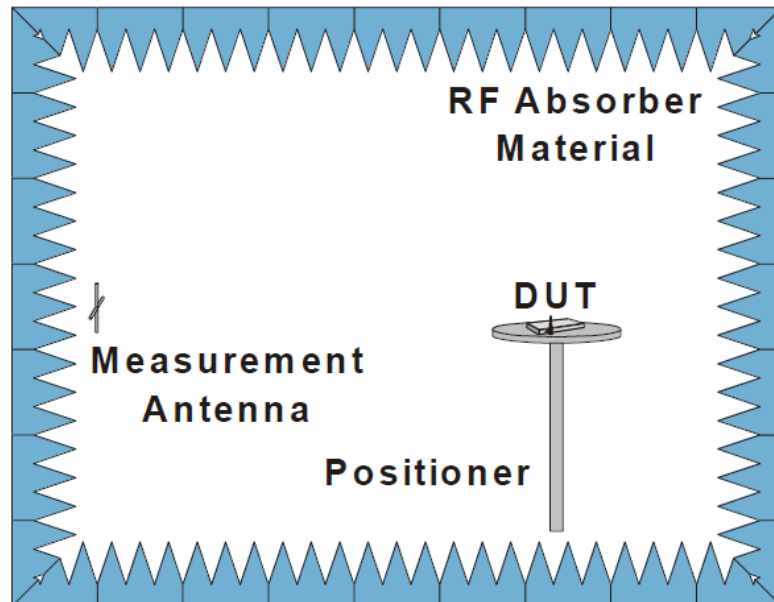 RF Absorber
Material
DUT
Measurement
Antenna
Positioner